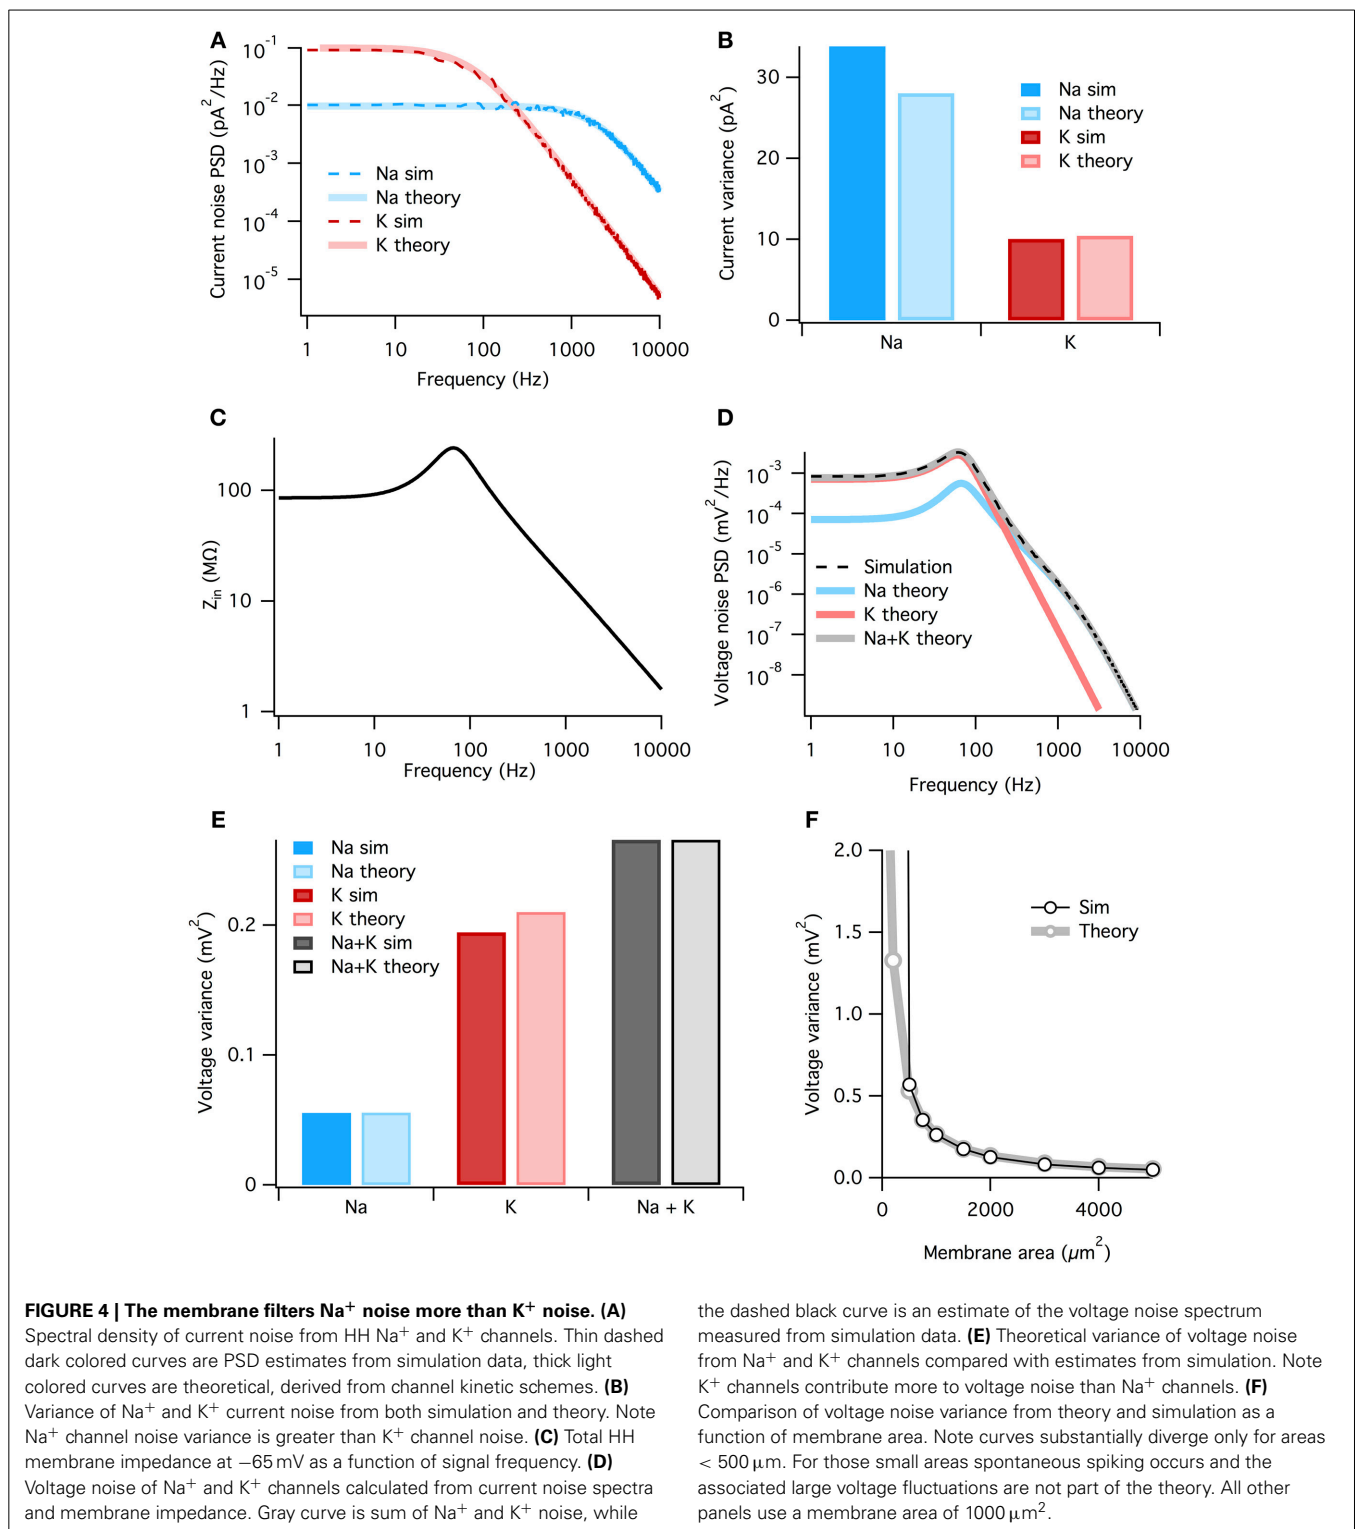 A
Current noise PSD (pA²/Hz)
10⁻¹
10⁻²
10⁻³
10⁻⁴
10⁻⁵
Na sim
Na theory
K sim
K theory
1 10 100 1000 10000
Frequency (Hz)
B
Current variance (pA²)
30
20
10
0
Na sim
Na theory
K sim
K theory
Na K
C
Zin (MΩ)
100
10
1
1 10 100 1000 10000
Frequency (Hz)
D
Voltage noise PSD (mV²/Hz)
10⁻³
10⁻⁴
10⁻⁵
10⁻⁶
10⁻⁷
10⁻⁸
Simulation
Na theory
K theory
Na+K theory
1 10 100 1000 10000
Frequency (Hz)
E
Voltage variance (mV²)
0.2
0.1
0
Na sim
Na theory
K sim
K theory
Na+K sim
Na+K theory
Na K Na + K
F
Voltage variance (mV²)
2.0
1.5
1.0
0.5
0.0
Sim
Theory
0 2000 4000
Membrane area (µm²)
FIGURE 4 | The membrane filters Na⁺ noise more than K⁺ noise. (A)
Spectral density of current noise from HH Na⁺ and K⁺ channels. Thin dashed
dark colored curves are PSD estimates from simulation data, thick light
colored curves are theoretical, derived from channel kinetic schemes. (B)
Variance of Na⁺ and K⁺ current noise from both simulation and theory. Note
Na⁺ channel noise variance is greater than K⁺ channel noise. (C) Total HH
membrane impedance at −65 mV as a function of signal frequency. (D)
Voltage noise of Na⁺ and K⁺ channels calculated from current noise spectra
and membrane impedance. Gray curve is sum of Na⁺ and K⁺ noise, while
the dashed black curve is an estimate of the voltage noise spectrum
measured from simulation data. (E) Theoretical variance of voltage noise
from Na⁺ and K⁺ channels compared with estimates from simulation. Note
K⁺ channels contribute more to voltage noise than Na⁺ channels. (F)
Comparison of voltage noise variance from theory and simulation as a
function of membrane area. Note curves substantially diverge only for areas
< 500 µm. For those small areas spontaneous spiking occurs and the
associated large voltage fluctuations are not part of the theory. All other
panels use a membrane area of 1000 µm².